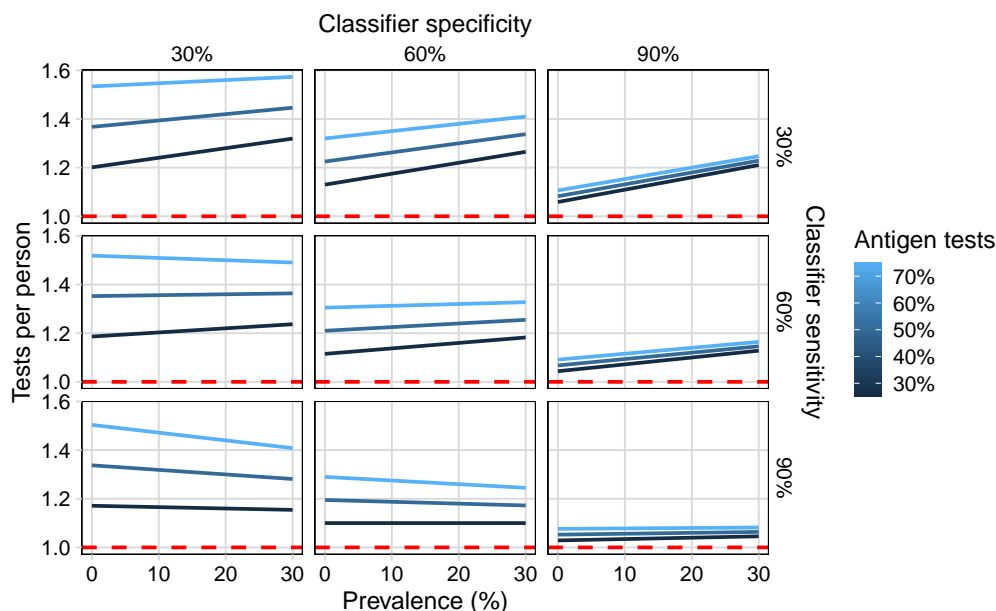 Classifier specificity
30% 60% 90%
1.6
1.4
1.2
1.0
30%
1.6
1.4
1.2
1.0
60%
1.6
1.4
1.2
1.0
90%
0 10 20 30 0 10 20 30 0 10 20 30
Prevalence (%)
Tests per person
Classifier sensitivity
Antigen tests
70%
60%
50%
40%
30%